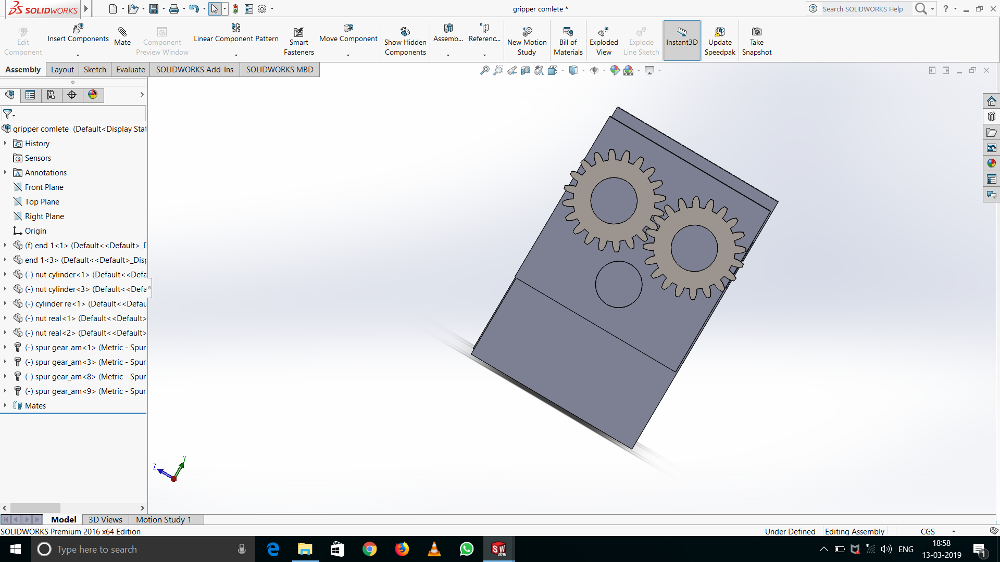 SOLIDWORKS
gripper comlete *
Search SOLIDWORKS Help
?
Edit Component
Insert Components
Mate
Component Preview Window
Linear Component Pattern
Smart Fasteners
Move Component
Show Hidden Components
Assemb...
Referenc...
New Motion Study
Bill of Materials
Exploded View
Explode Line Sketch
Instant3D
Update Speedpak
Take Snapshot
Assembly
Layout
Sketch
Evaluate
SOLIDWORKS Add-Ins
SOLIDWORKS MBD
gripper comlete (Default<Display Stat
History
Sensors
Annotations
Front Plane
Top Plane
Right Plane
Origin
(f) end 1<1> (Default<<Default>_D
end 1<3> (Default<<Default>_Disp
(-) nut cylinder<1> (Default<<Defa
(-) nut cylinder<3> (Default<<Defa
(-) cylinder re<1> (Default<<Defau
(-) nut real<1> (Default<<Default>
(-) nut real<2> (Default<<Default>
(-) spur gear_am<1> (Metric - Spur
(-) spur gear_am<3> (Metric - Spur
(-) spur gear_am<8> (Metric - Spur
(-) spur gear_am<9> (Metric - Spur
Mates
Y
Z
Model
3D Views
Motion Study 1
SOLIDWORKS Premium 2016 x64 Edition
Under Defined
Editing Assembly
CGS
Type here to search
SW
2016
ENG
18:58
13-03-2019
1